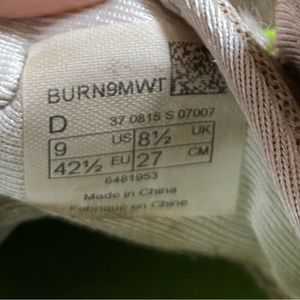 BURN9MWT
D 37 0815 S 07007
9 US 8½ UK
42½ EU 27 CM
6481953
Made in China
Fabriqué en Chine